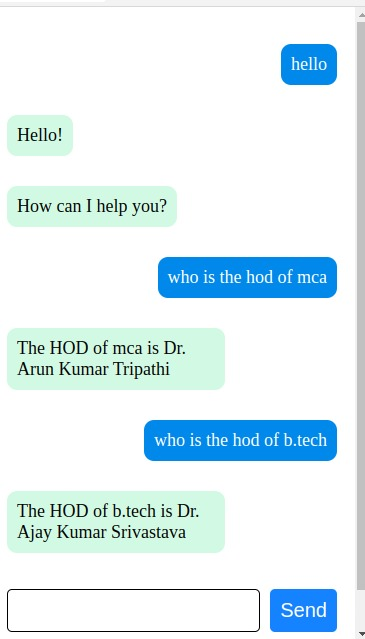 hello
Hello!
How can I help you?
who is the hod of mca
The HOD of mca is Dr.
Arun Kumar Tripathi
who is the hod of b.tech
The HOD of b.tech is Dr.
Ajay Kumar Srivastava
Send